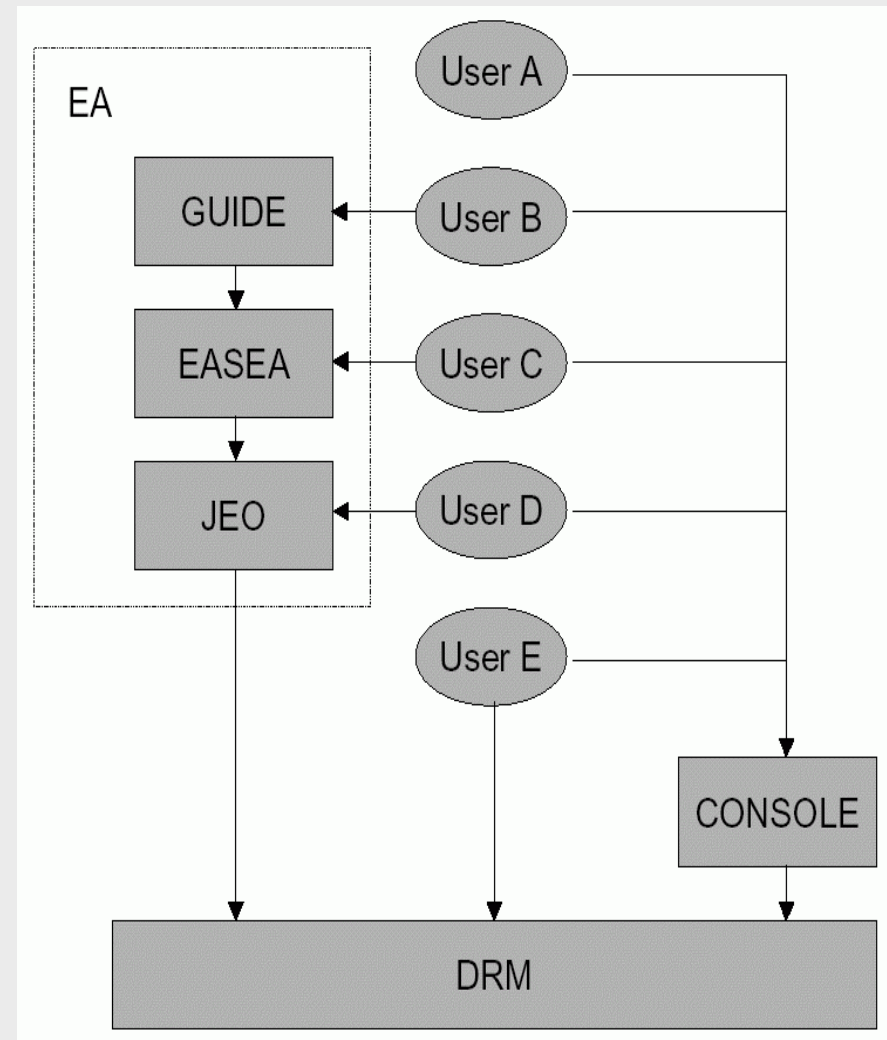 User A
EA
GUIDE
User B
EASEA
User C
JEO
User D
User E
CONSOLE
DRM